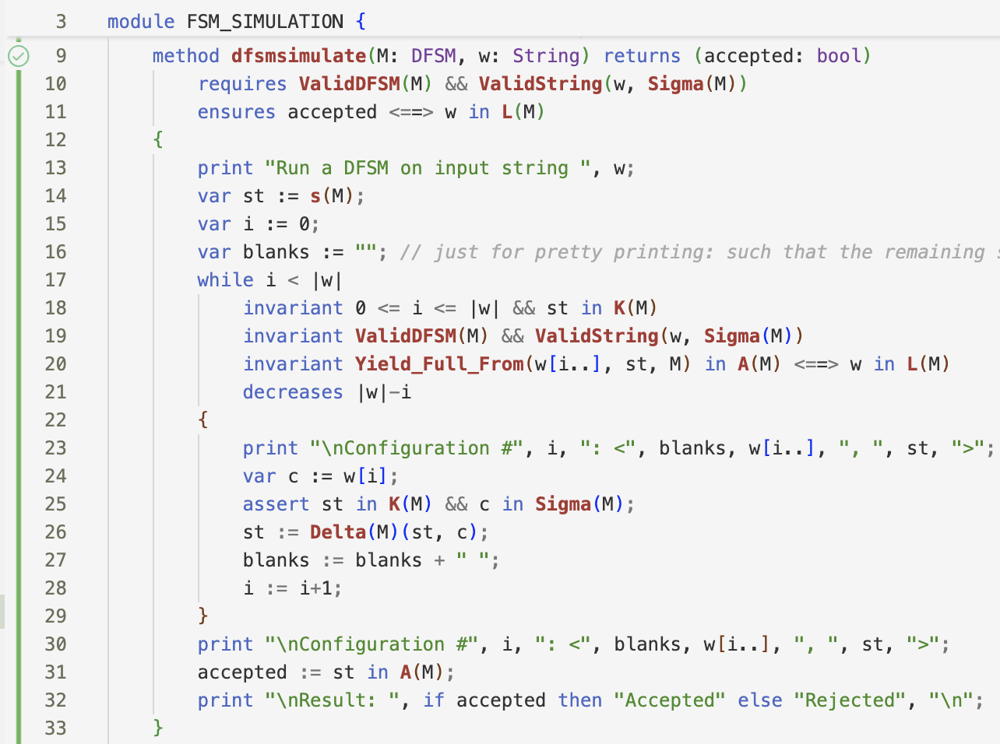 3 module FSM_SIMULATION {
9 method dfsmsimulate(M: DFSM, w: String) returns (accepted: bool)
10 requires ValidDFSM(M) && ValidString(w, Sigma(M))
11 ensures accepted <==> w in L(M)
12 {
13 print "Run a DFSM on input string ", w;
14 var st := s(M);
15 var i := 0;
16 var blanks := ""; // just for pretty printing: such that the remaining
17 while i < |w|
18 invariant 0 <= i <= |w| && st in K(M)
19 invariant ValidDFSM(M) && ValidString(w, Sigma(M))
20 invariant Yield_Full_From(w[i..], st, M) in A(M) <==> w in L(M)
21 decreases |w|-i
22 {
23 print "\nConfiguration #", i, ": <", blanks, w[i..], ", ", st, ">";
24 var c := w[i];
25 assert st in K(M) && c in Sigma(M);
26 st := Delta(M)(st, c);
27 blanks := blanks + " ";
28 i := i+1;
29 }
30 print "\nConfiguration #", i, ": <", blanks, w[i..], ", ", st, ">";
31 accepted := st in A(M);
32 print "\nResult: ", if accepted then "Accepted" else "Rejected", "\n";
33 }